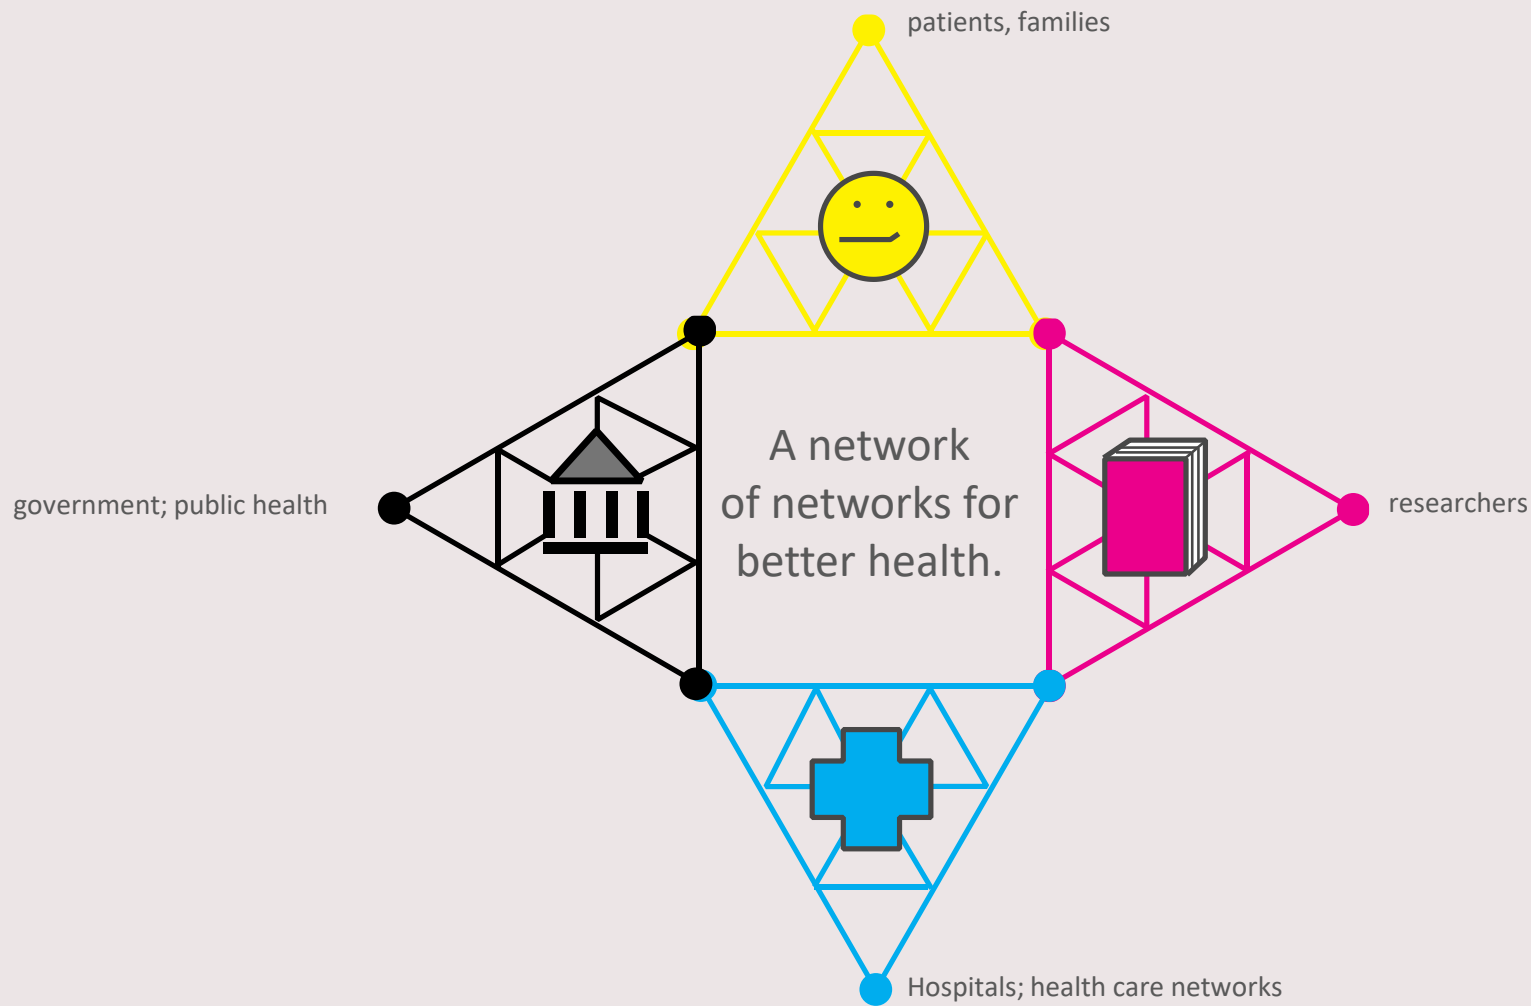 patients, families
A network
of networks for
better health.
government; public health
researchers
Hospitals; health care networks